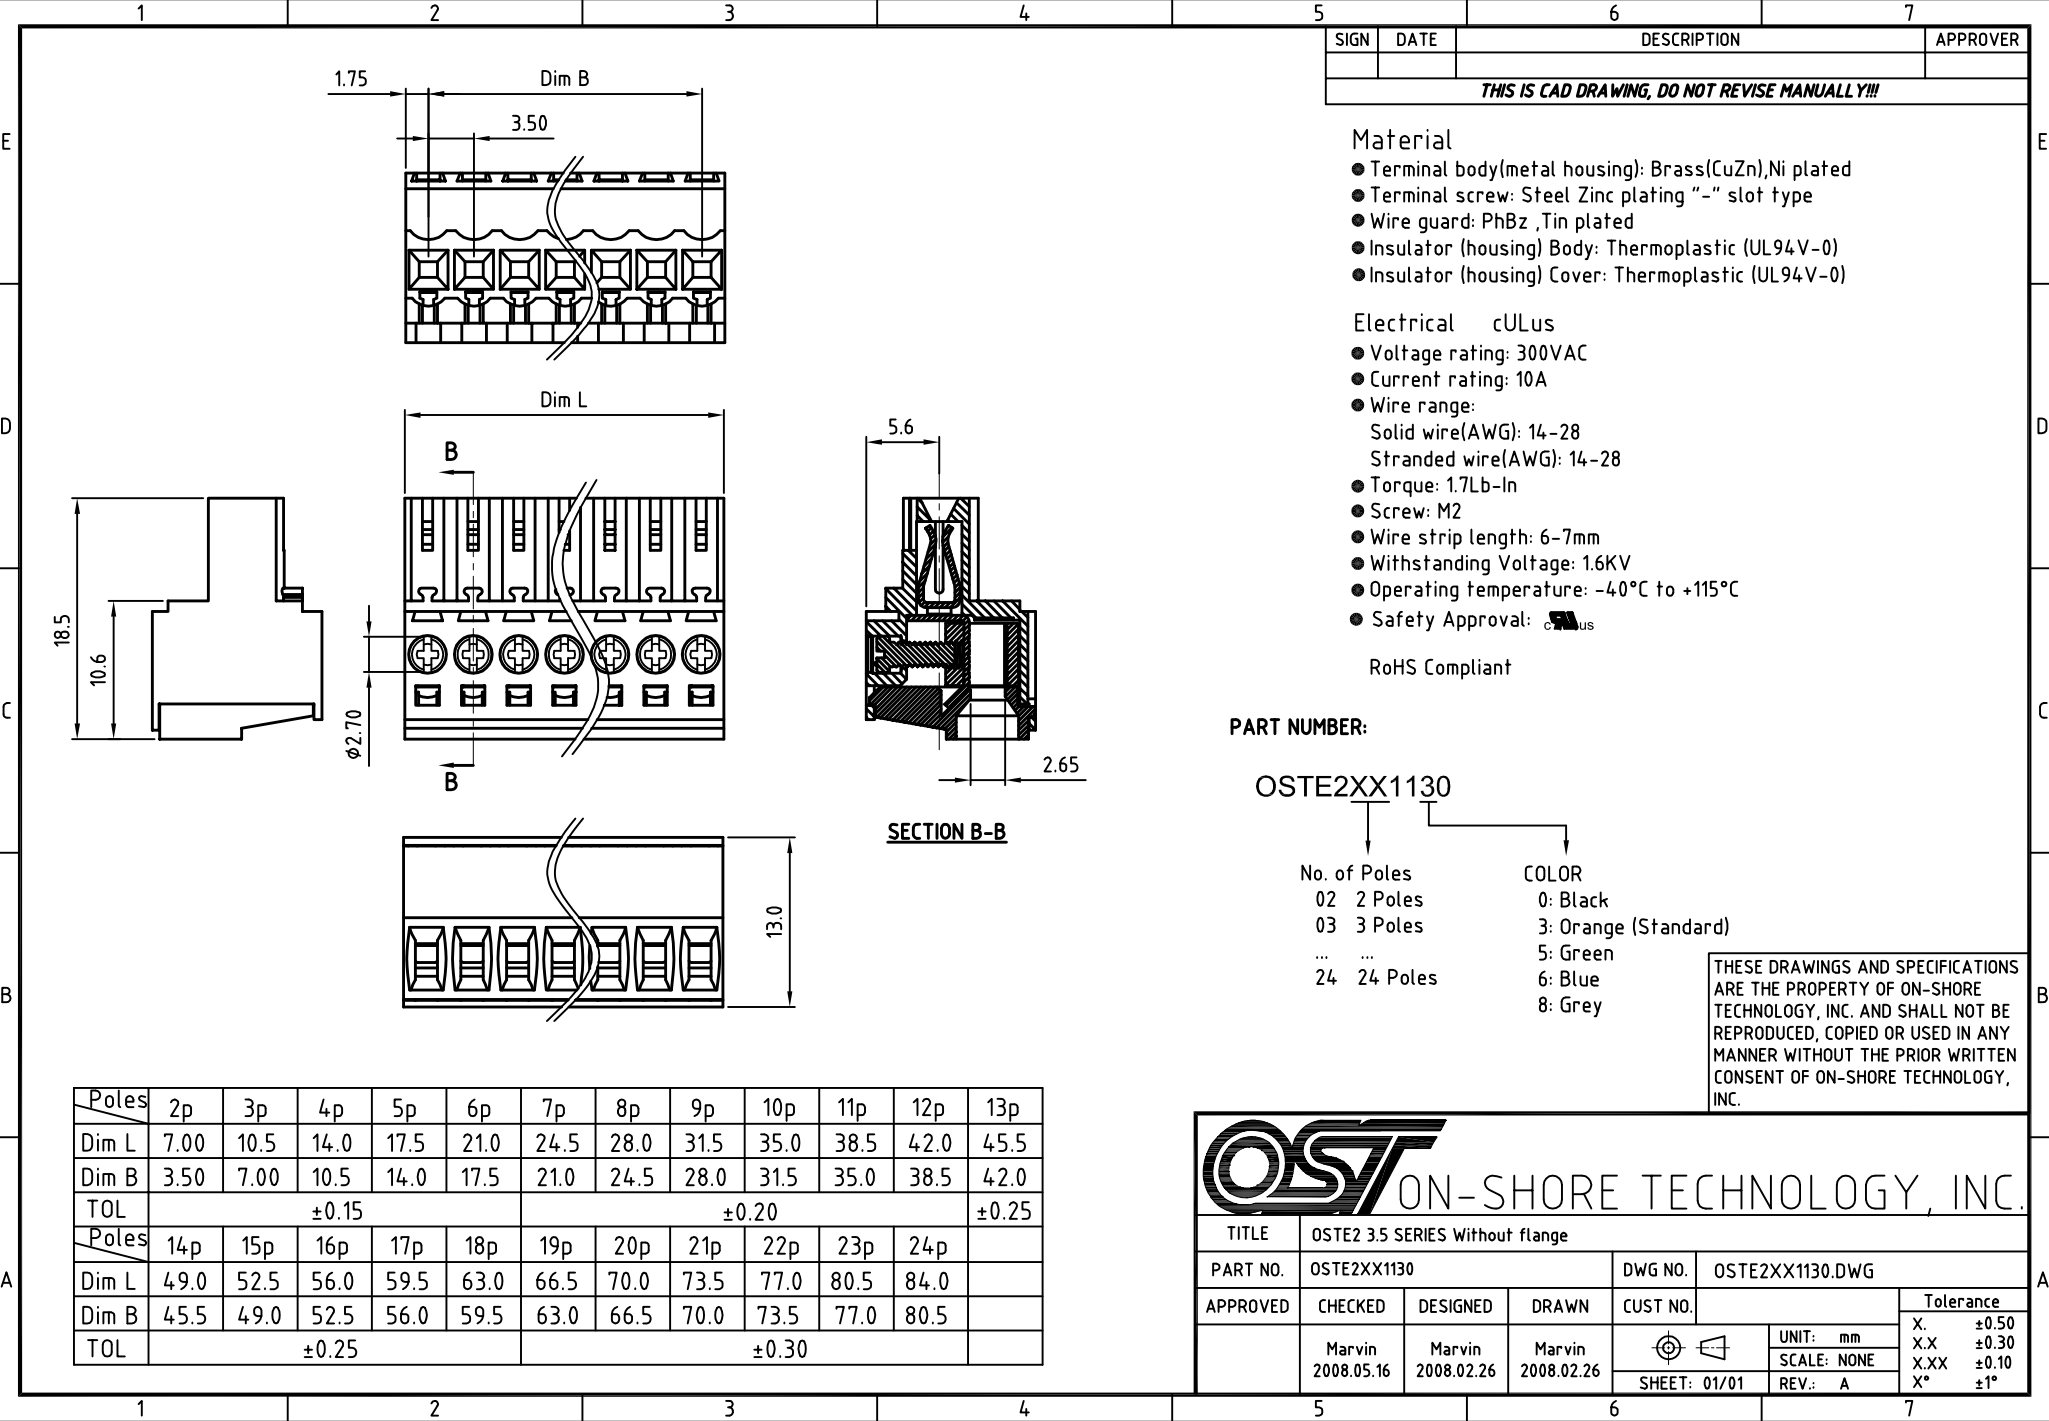 1 2 3 4 5 6 7
E
D
C
B
A
E
D
C
B
A
SIGN DATE DESCRIPTION APPROVER
THIS IS CAD DRAWING, DO NOT REVISE MANUALLY!!!
1.75 Dim B
3.50
Dim L
B
B
18.5
10.6
ϕ2.70
5.6
2.65
SECTION B-B
13.0
Material
● Terminal body(metal housing): Brass(CuZn),Ni plated
● Terminal screw: Steel Zinc plating "-" slot type
● Wire guard: PhBz ,Tin plated
● Insulator (housing) Body: Thermoplastic (UL94V-0)
● Insulator (housing) Cover: Thermoplastic (UL94V-0)
Electrical cULus
● Voltage rating: 300VAC
● Current rating: 10A
● Wire range:
Solid wire(AWG): 14-28
Stranded wire(AWG): 14-28
● Torque: 1.7Lb-In
● Screw: M2
● Wire strip length: 6-7mm
● Withstanding Voltage: 1.6KV
● Operating temperature: -40°C to +115°C
● Safety Approval: c us
RoHS Compliant
PART NUMBER:
OSTE2XX1130
No. of Poles
02 2 Poles
03 3 Poles
... ...
24 24 Poles
COLOR
0: Black
3: Orange (Standard)
5: Green
6: Blue
8: Grey
THESE DRAWINGS AND SPECIFICATIONS
ARE THE PROPERTY OF ON-SHORE
TECHNOLOGY, INC. AND SHALL NOT BE
REPRODUCED, COPIED OR USED IN ANY
MANNER WITHOUT THE PRIOR WRITTEN
CONSENT OF ON-SHORE TECHNOLOGY,
INC.
Poles 2p 3p 4p 5p 6p 7p 8p 9p 10p 11p 12p 13p
Dim L 7.00 10.5 14.0 17.5 21.0 24.5 28.0 31.5 35.0 38.5 42.0 45.5
Dim B 3.50 7.00 10.5 14.0 17.5 21.0 24.5 28.0 31.5 35.0 38.5 42.0
TOL ±0.15 ±0.20 ±0.25
Poles 14p 15p 16p 17p 18p 19p 20p 21p 22p 23p 24p
Dim L 49.0 52.5 56.0 59.5 63.0 66.5 70.0 73.5 77.0 80.5 84.0
Dim B 45.5 49.0 52.5 56.0 59.5 63.0 66.5 70.0 73.5 77.0 80.5
TOL ±0.25 ±0.30
OST ON-SHORE TECHNOLOGY, INC.
TITLE OSTE2 3.5 SERIES Without flange
PART NO. OSTE2XX1130 DWG NO. OSTE2XX1130.DWG
APPROVED CHECKED DESIGNED DRAWN CUST NO.
Marvin Marvin Marvin
2008.05.16 2008.02.26 2008.02.26
UNIT: mm
SCALE: NONE
SHEET: 01/01 REV.: A
Tolerance
X. ±0.50
X.X ±0.30
X.XX ±0.10
X° ±1°
1 2 3 4 5 6 7